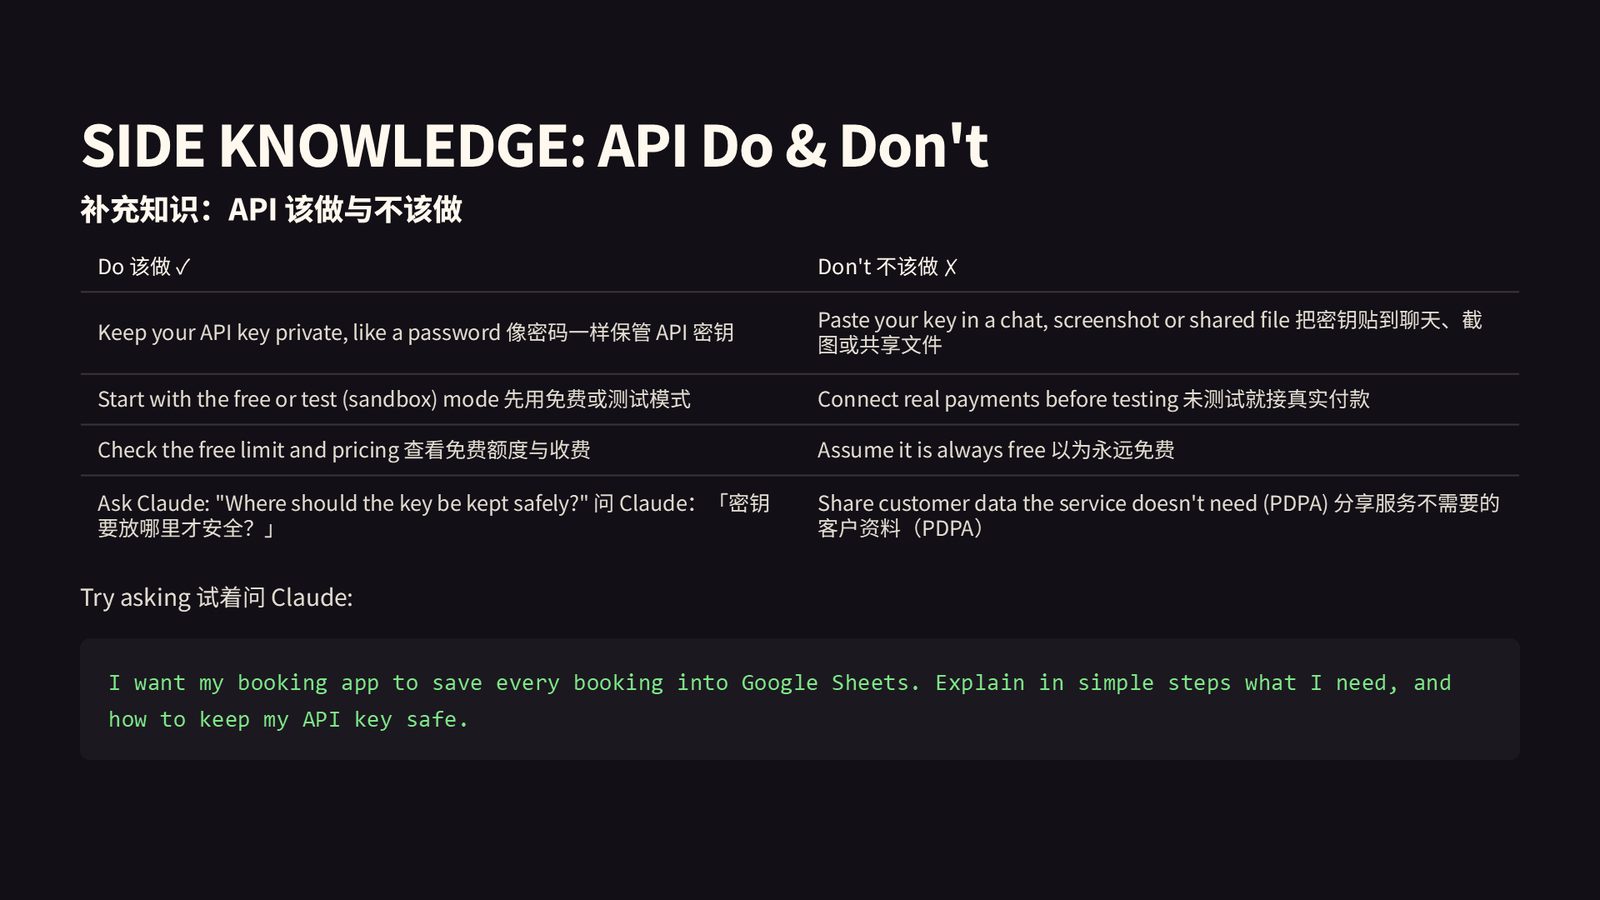 SIDE KNOWLEDGE: API Do & Don't
补充知识：API 该做与不该做
Do 该做 ✓
Don't 不该做 ✗
Keep your API key private, like a password 像密码一样保管 API 密钥
Paste your key in a chat, screenshot or shared file 把密钥贴到聊天、截
图或共享文件
Start with the free or test (sandbox) mode 先用免费或测试模式
Connect real payments before testing 未测试就接真实付款
Check the free limit and pricing 查看免费额度与收费
Assume it is always free 以为永远免费
Ask Claude: "Where should the key be kept safely?" 问 Claude：「密钥
要放哪里才安全？」
Share customer data the service doesn't need (PDPA) 分享服务不需要的
客户资料（PDPA）
Try asking 试着问 Claude:
I want my booking app to save every booking into Google Sheets. Explain in simple steps what I need, and
how to keep my API key safe.